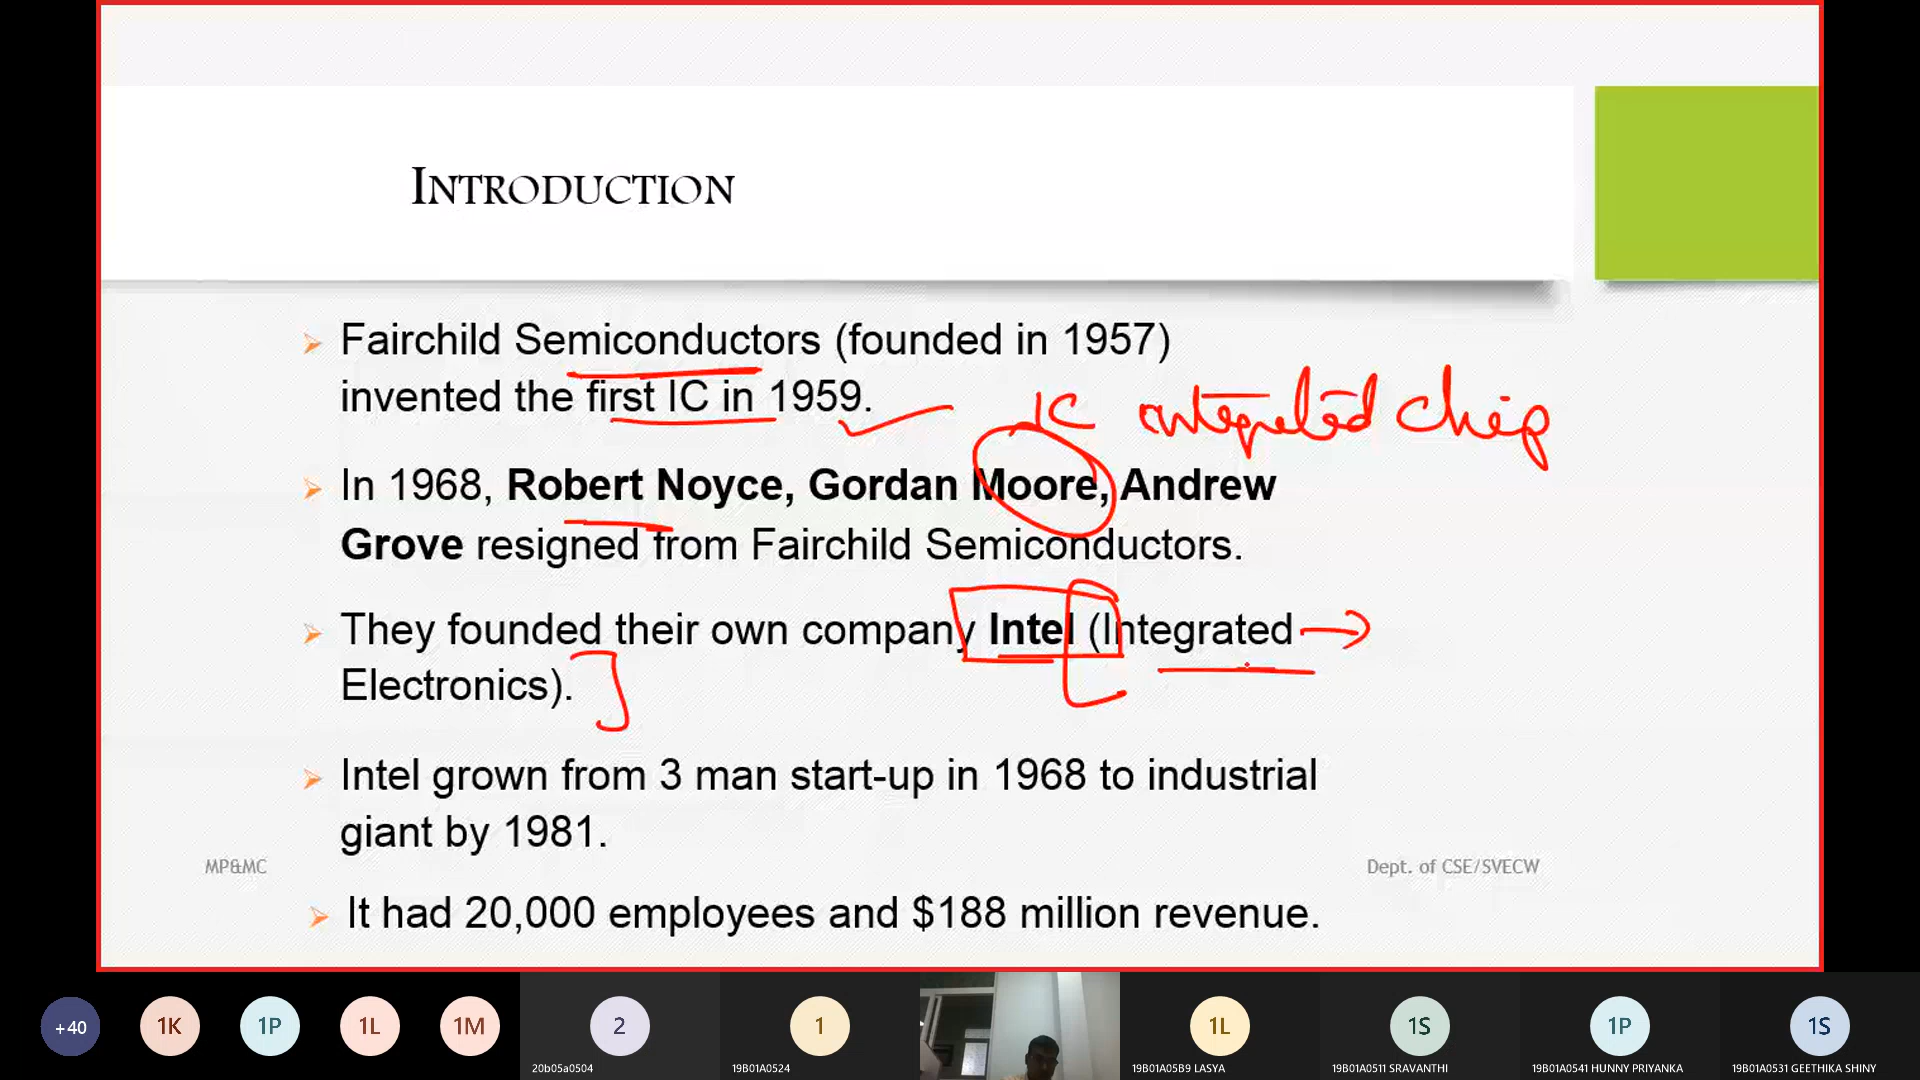 INTRODUCTION
Fairchild Semiconductors (founded in 1957)
invented the first IC in 1959.
IC integrated chip
In 1968, Robert Noyce, Gordan Moore, Andrew
Grove resigned from Fairchild Semiconductors.
They founded their own company Intel (Integrated
Electronics).
Intel grown from 3 man start-up in 1968 to industrial
giant by 1981.
MP&MC
Dept. of CSE/SVECW
It had 20,000 employees and $188 million revenue.
+40
1K
1P
1L
1M
2
20b05a0504
1
19B01A0524
1L
19B01A05B9 LASYA
1S
19B01A0511 SRAVANTHI
1P
19B01A0541 HUNNY PRIYANKA
1S
19B01A0531 GEETHIKA SHINY